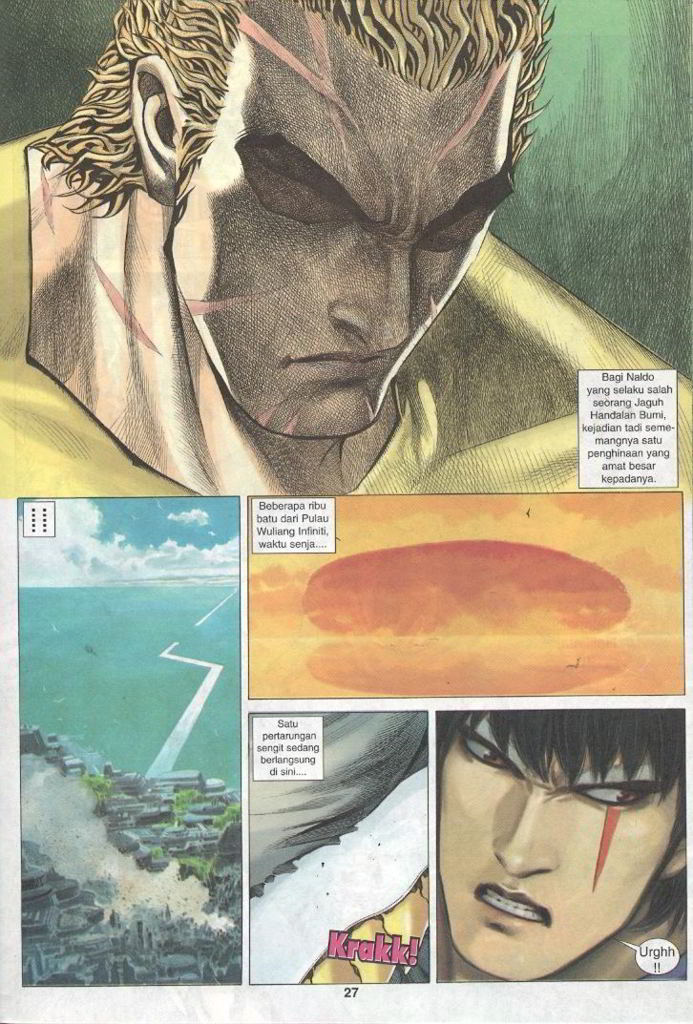 Bagi Naldo
yang selaku salah
seorang Jaguh
Handalan Bumi,
kejadian tadi seme-
mangnya satu
penghinaan yang
amat besar
kepadanya.
Beberapa ribu
batu dari Pulau
Wuliang Infiniti,
waktu senja....
Satu
pertarungan
sengit sedang
berlangsung
di sini....
Krakk!
Urghh
!!
27